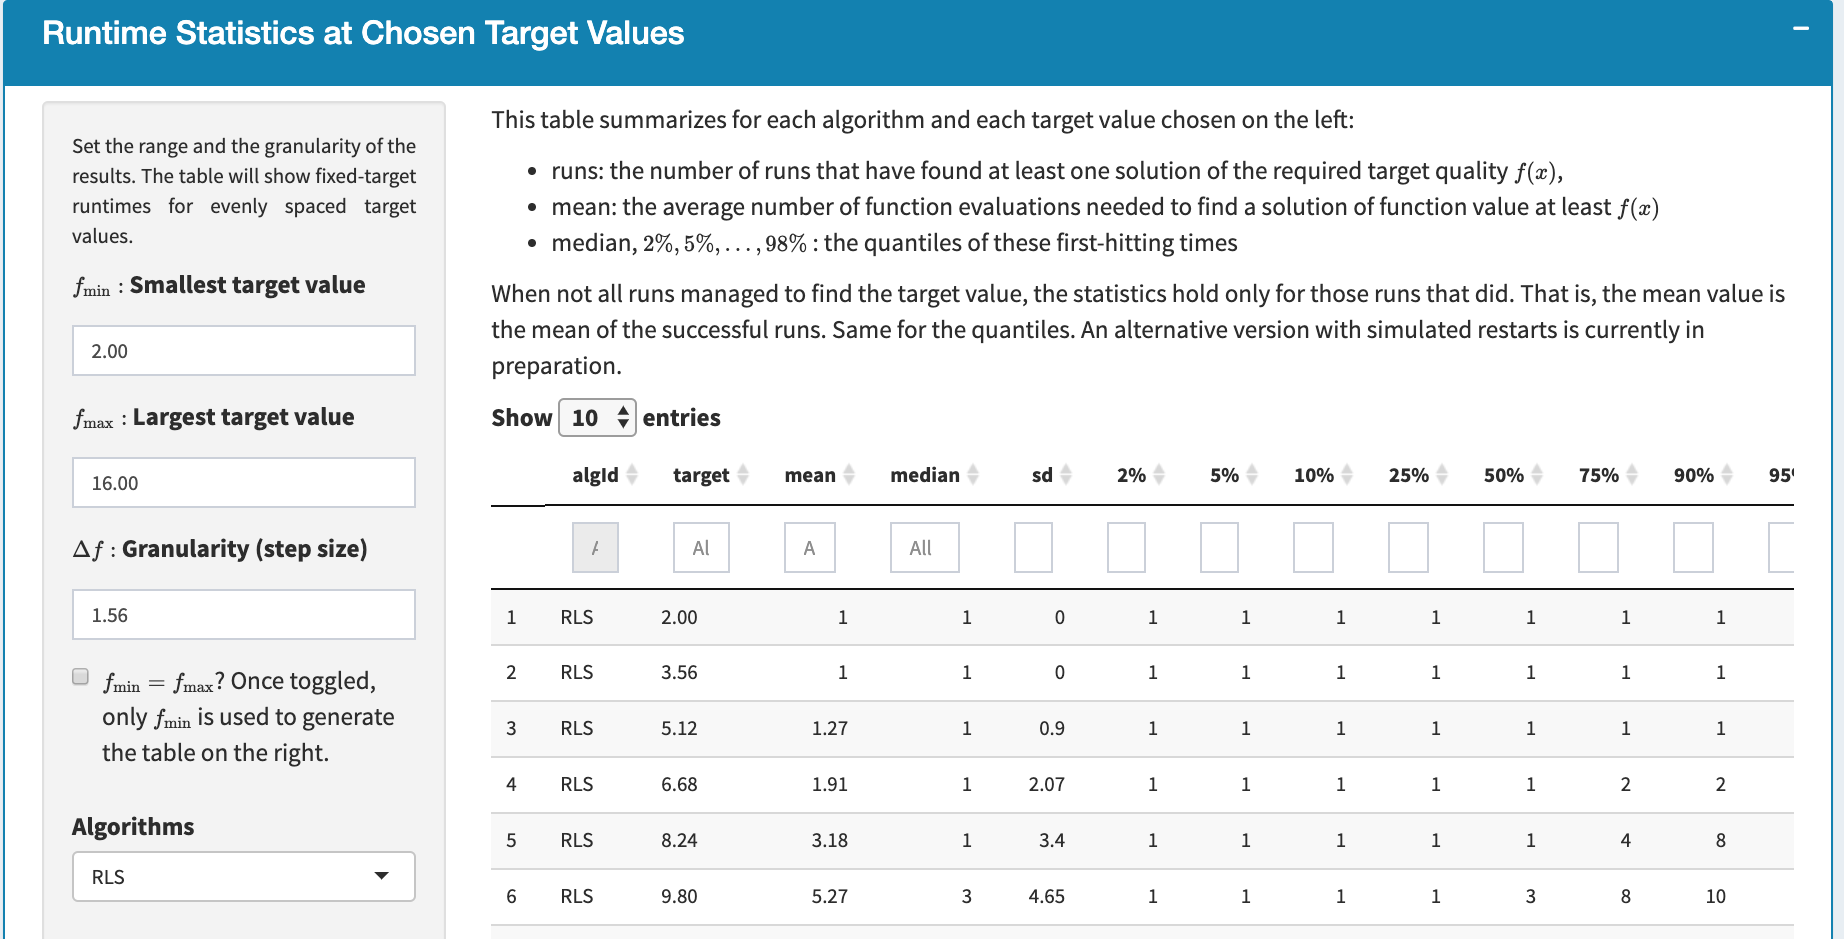 Runtime Statistics at Chosen Target Values
Set the range and the granularity of the
results. The table will show fixed-target
runtimes for evenly spaced target
values.
f_min : Smallest target value
2.00
f_max : Largest target value
16.00
Δf : Granularity (step size)
1.56
f_min = f_max? Once toggled,
only f_min is used to generate
the table on the right.
Algorithms
RLS
This table summarizes for each algorithm and each target value chosen on the left:
• runs: the number of runs that have found at least one solution of the required target quality f(x),
• mean: the average number of function evaluations needed to find a solution of function value at least f(x)
• median, 2%, 5%, . . . , 98% : the quantiles of these first-hitting times
When not all runs managed to find the target value, the statistics hold only for those runs that did. That is, the mean value is
the mean of the successful runs. Same for the quantiles. An alternative version with simulated restarts is currently in
preparation.
Show 10 entries
algId target mean median sd 2% 5% 10% 25% 50% 75% 90% 95
Al A All
1 RLS 2.00 1 1 0 1 1 1 1 1 1 1
2 RLS 3.56 1 1 0 1 1 1 1 1 1 1
3 RLS 5.12 1.27 1 0.9 1 1 1 1 1 1 1
4 RLS 6.68 1.91 1 2.07 1 1 1 1 1 2 2
5 RLS 8.24 3.18 1 3.4 1 1 1 1 1 4 8
6 RLS 9.80 5.27 3 4.65 1 1 1 1 3 8 10